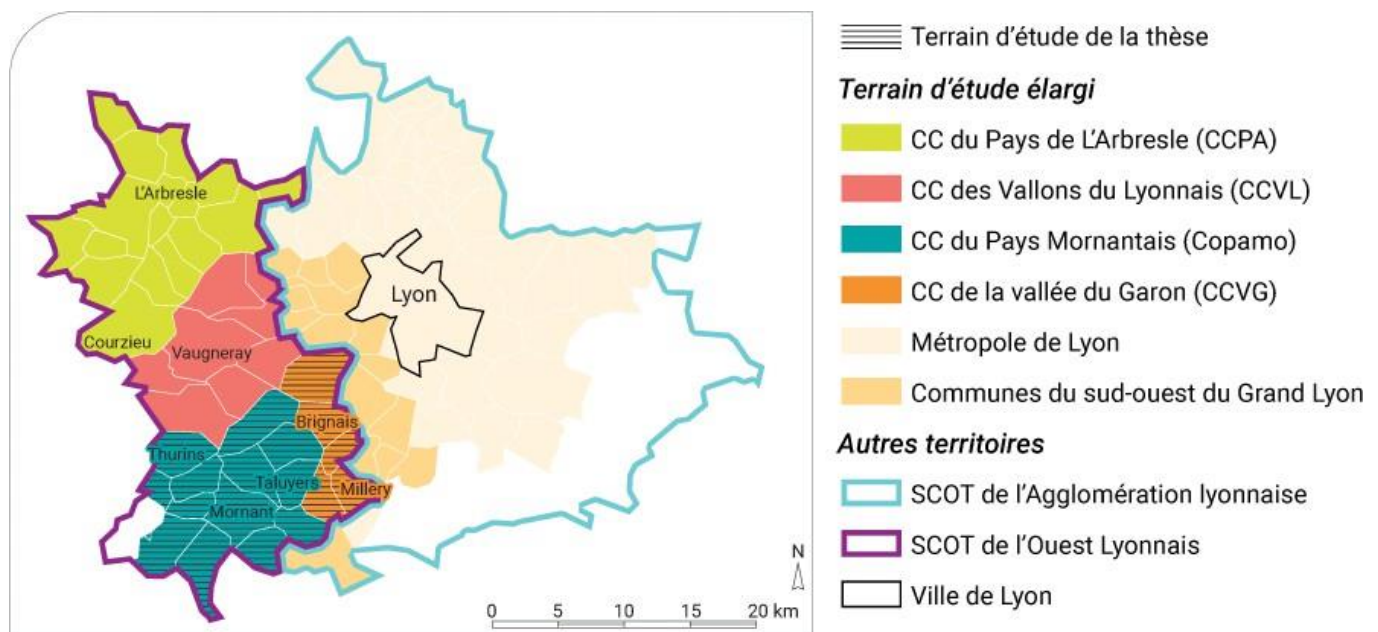 L'Arbresle
Courzieu
Vaugneray
Lyon
Brignais
Thurins
Taluyers
Millery
Mornant
N
0 5 10 15 20 km
Terrain d'étude de la thèse
Terrain d'étude élargi
CC du Pays de L'Arbresle (CCPA)
CC des Vallons du Lyonnais (CCVL)
CC du Pays Mornantais (Copamo)
CC de la vallée du Garon (CCVG)
Métropole de Lyon
Communes du sud-ouest du Grand Lyon
Autres territoires
SCOT de l'Agglomération lyonnaise
SCOT de l'Ouest Lyonnais
Ville de Lyon